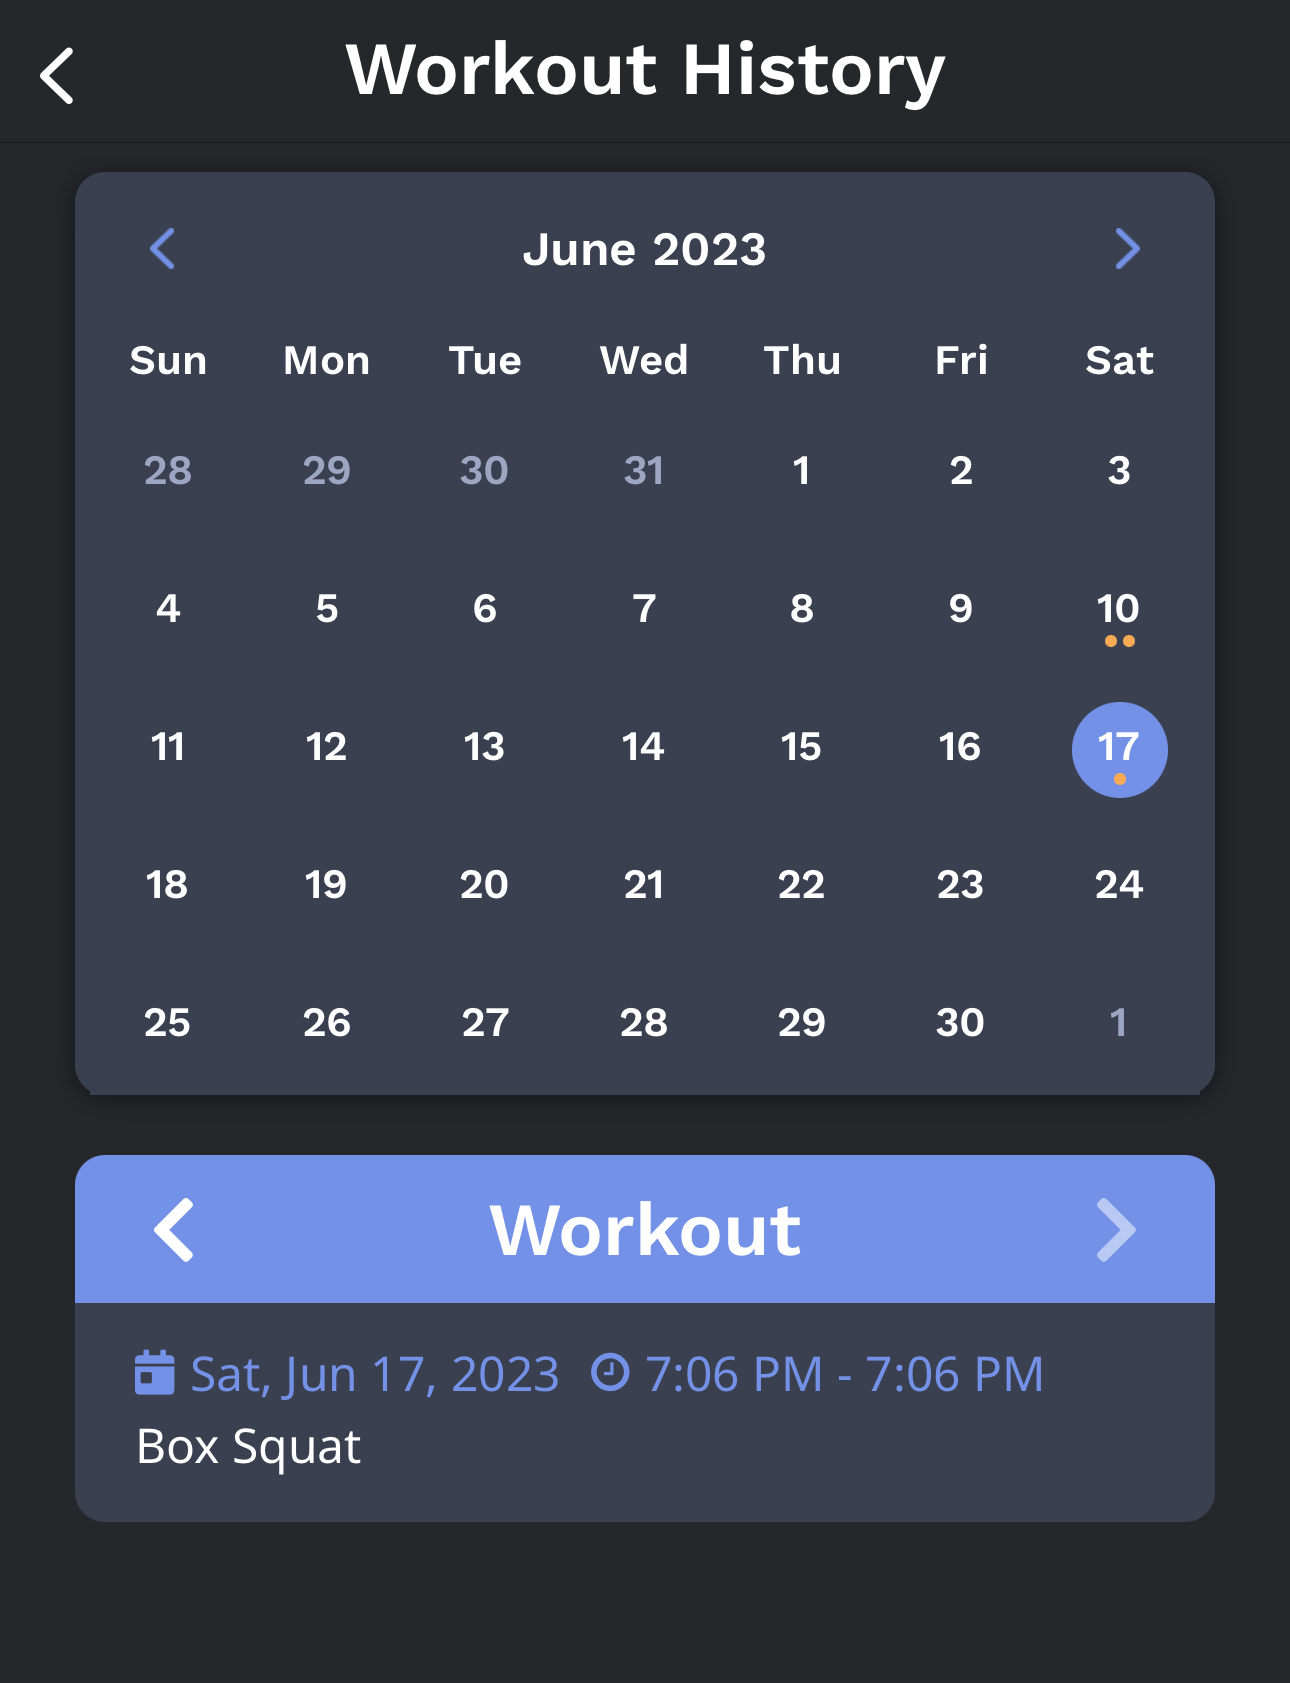 Workout History
June 2023
Sun Mon Tue Wed Thu Fri Sat
28 29 30 31 1 2 3
4 5 6 7 8 9 10
11 12 13 14 15 16 17
18 19 20 21 22 23 24
25 26 27 28 29 30 1
Workout
Sat, Jun 17, 2023 7:06 PM - 7:06 PM
Box Squat